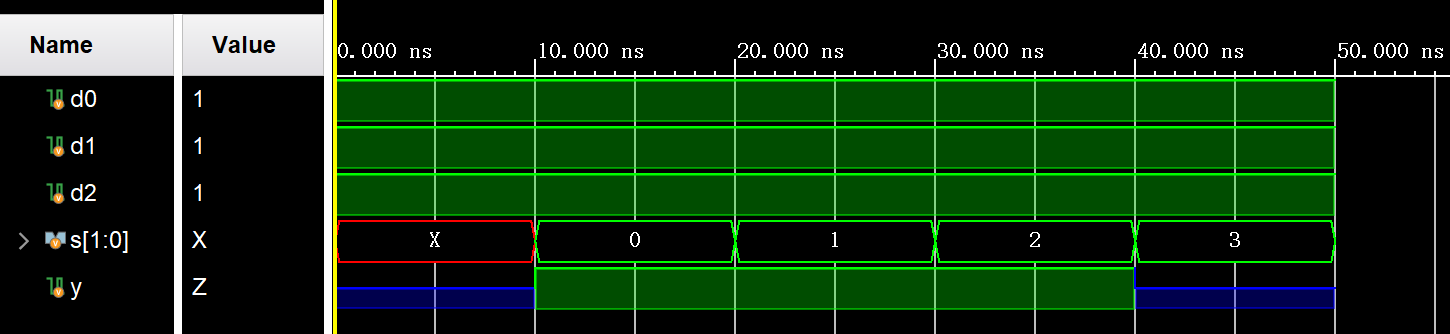 Name Value
0.000 ns 10.000 ns 20.000 ns 30.000 ns 40.000 ns 50.000 ns
d0 1
d1 1
d2 1
s[1:0] X X 0 1 2 3
y Z